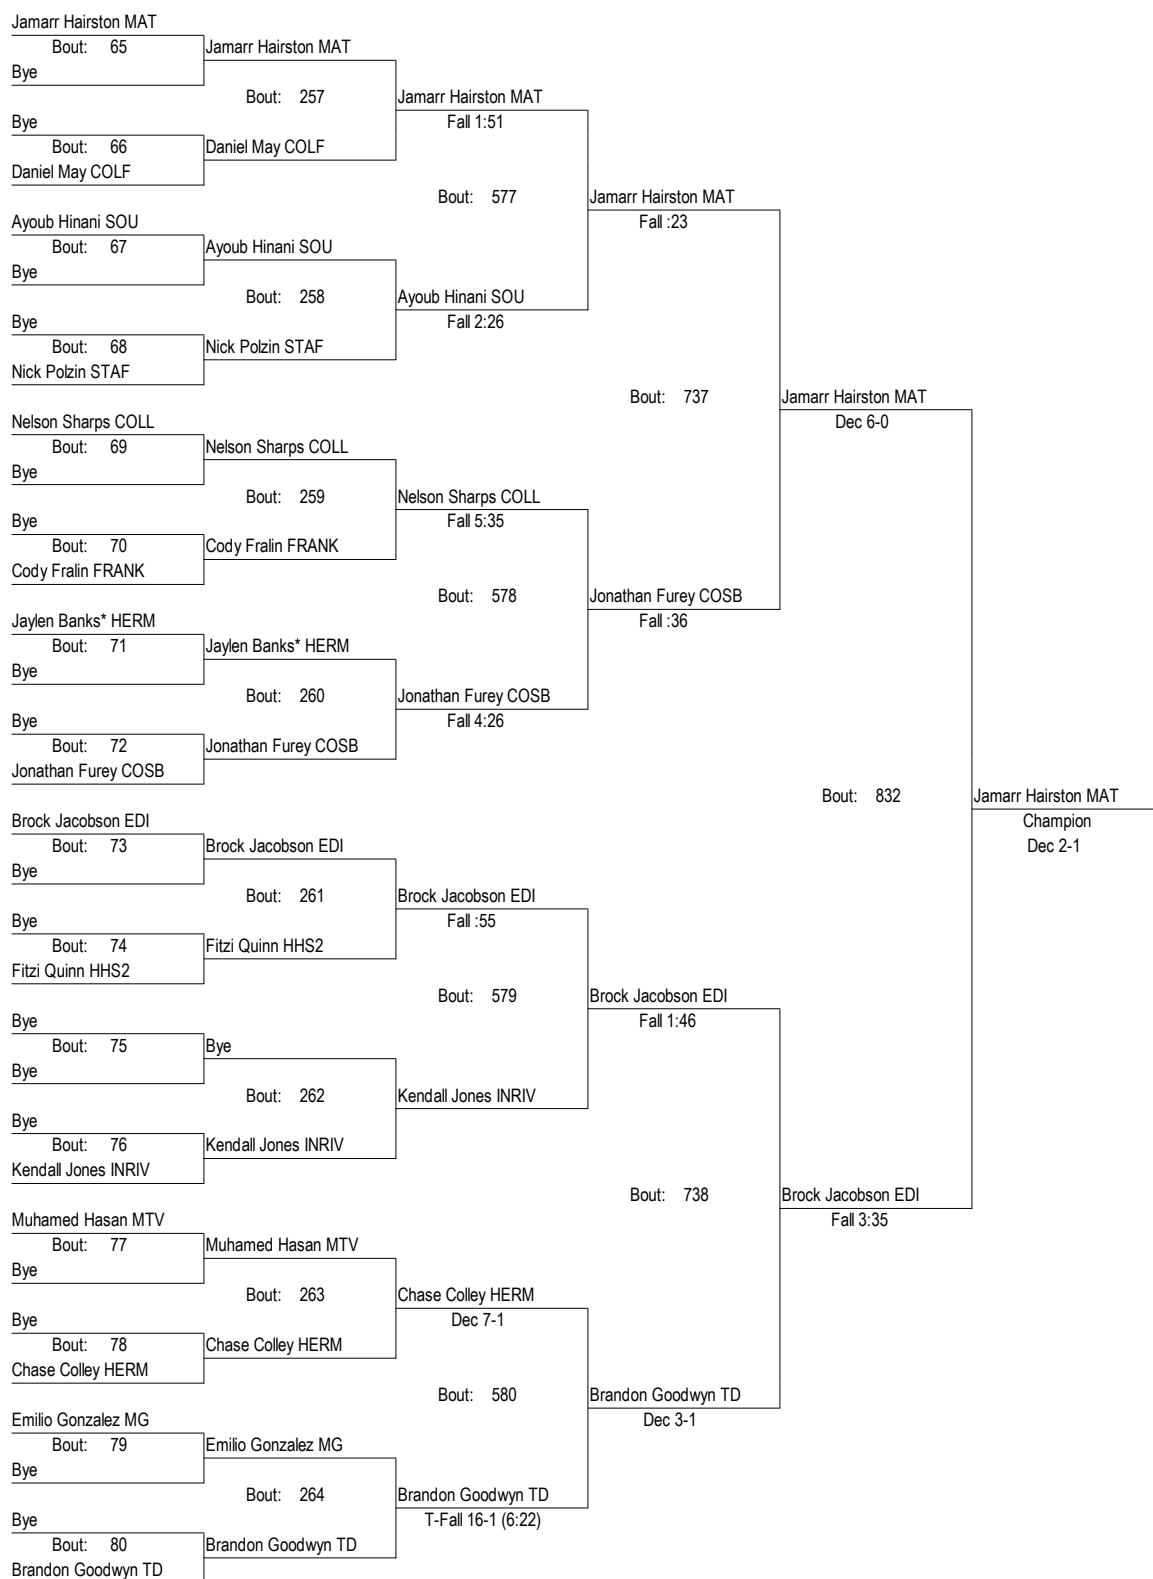 Jamarr Hairston MAT
Bout: 65
Jamarr Hairston MAT
Bye
Bout: 257
Jamarr Hairston MAT
Bye
Fall 1:51
Bout: 66
Daniel May COLF
Daniel May COLF
Bout: 577
Jamarr Hairston MAT
Ayoub Hinani SOU
Fall :23
Bout: 67
Ayoub Hinani SOU
Bye
Bout: 258
Ayoub Hinani SOU
Bye
Fall 2:26
Bout: 68
Nick Polzin STAF
Nick Polzin STAF
Bout: 737
Jamarr Hairston MAT
Nelson Sharps COLL
Dec 6-0
Bout: 69
Nelson Sharps COLL
Bye
Bout: 259
Nelson Sharps COLL
Bye
Fall 5:35
Bout: 70
Cody Fralin FRANK
Cody Fralin FRANK
Bout: 578
Jonathan Furey COSB
Jaylen Banks* HERM
Fall :36
Bout: 71
Jaylen Banks* HERM
Bye
Bout: 260
Jonathan Furey COSB
Bye
Fall 4:26
Bout: 72
Jonathan Furey COSB
Jonathan Furey COSB
Bout: 832
Jamarr Hairston MAT
Brock Jacobson EDI
Champion
Bout: 73
Brock Jacobson EDI
Dec 2-1
Bye
Bout: 261
Brock Jacobson EDI
Bye
Fall :55
Bout: 74
Fitzi Quinn HHS2
Fitzi Quinn HHS2
Bout: 579
Brock Jacobson EDI
Bye
Fall 1:46
Bout: 75
Bye
Bye
Bout: 262
Kendall Jones INRIV
Bye
Bout: 76
Kendall Jones INRIV
Kendall Jones INRIV
Bout: 738
Brock Jacobson EDI
Muhamed Hasan MTV
Fall 3:35
Bout: 77
Muhamed Hasan MTV
Bye
Bout: 263
Chase Colley HERM
Bye
Dec 7-1
Bout: 78
Chase Colley HERM
Chase Colley HERM
Bout: 580
Brandon Goodwyn TD
Emilio Gonzalez MG
Dec 3-1
Bout: 79
Emilio Gonzalez MG
Bye
Bout: 264
Brandon Goodwyn TD
Bye
T-Fall 16-1 (6:22)
Bout: 80
Brandon Goodwyn TD
Brandon Goodwyn TD